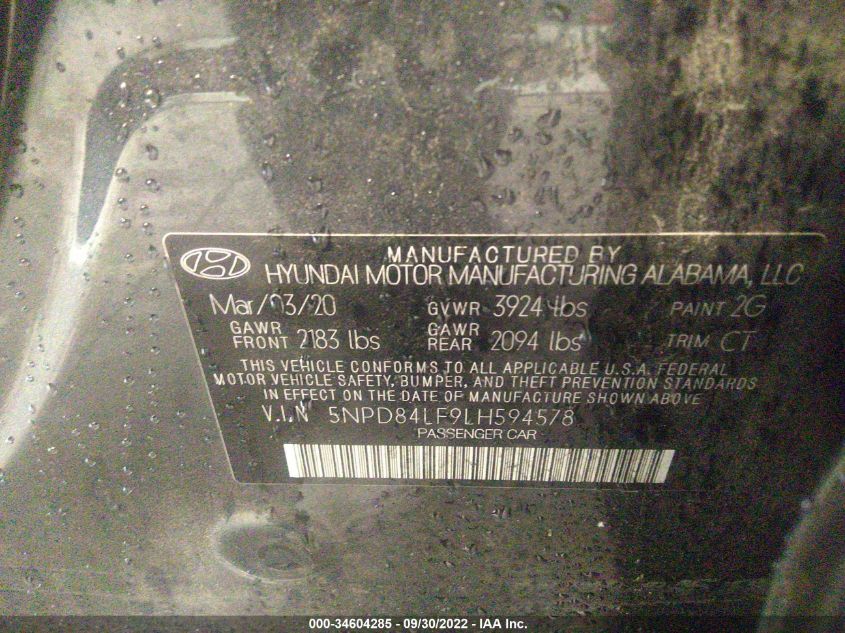 MANUFACTURED BY
HYUNDAI MOTOR MANUFACTURING ALABAMA, LLC
Mar/03/20 GVWR 3924 lbs PAINT 2G
GAWR FRONT 2183 lbs GAWR REAR 2094 lbs TRIM CT
THIS VEHICLE CONFORMS TO ALL APPLICABLE U.S.A. FEDERAL
MOTOR VEHICLE SAFETY, BUMPER, AND THEFT PREVENTION STANDARDS
IN EFFECT ON THE DATE OF MANUFACTURE SHOWN ABOVE
V.I.N 5NPD84LF9LH594578
PASSENGER CAR
000-34604285 - 09/30/2022 - IAA Inc.